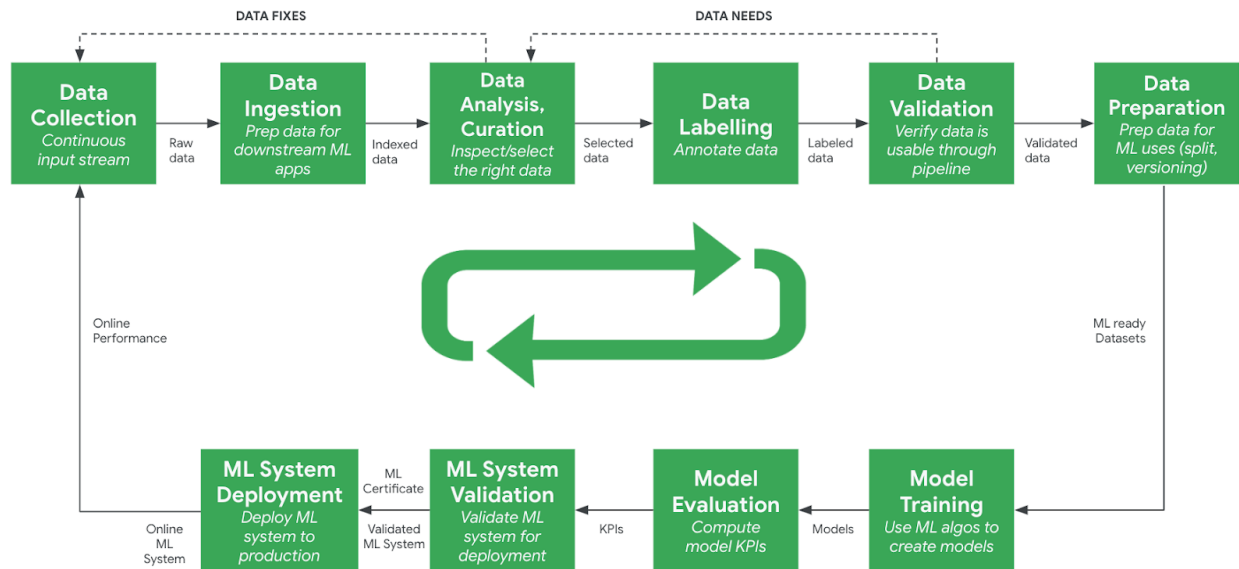 DATA FIXES
DATA NEEDS
Data
Collection
Continuous
input stream
Raw
data
Data
Ingestion
Prep data for
downstream ML
apps
Indexed
data
Data
Analysis,
Curation
Inspect/select
the right data
Selected
data
Data
Labelling
Annotate data
Labeled
data
Data
Validation
Verify data is
usable through
pipeline
Validated
data
Data
Preparation
Prep data for
ML uses (split,
versioning)
Online
Performance
ML ready
Datasets
ML System
Deployment
Deploy ML
system to
production
ML
Certificate
Validated
ML System
ML System
Validation
Validate ML
system for
deployment
KPIs
Model
Evaluation
Compute
model KPIs
Models
Model
Training
Use ML algos to
create models
Online
ML
System